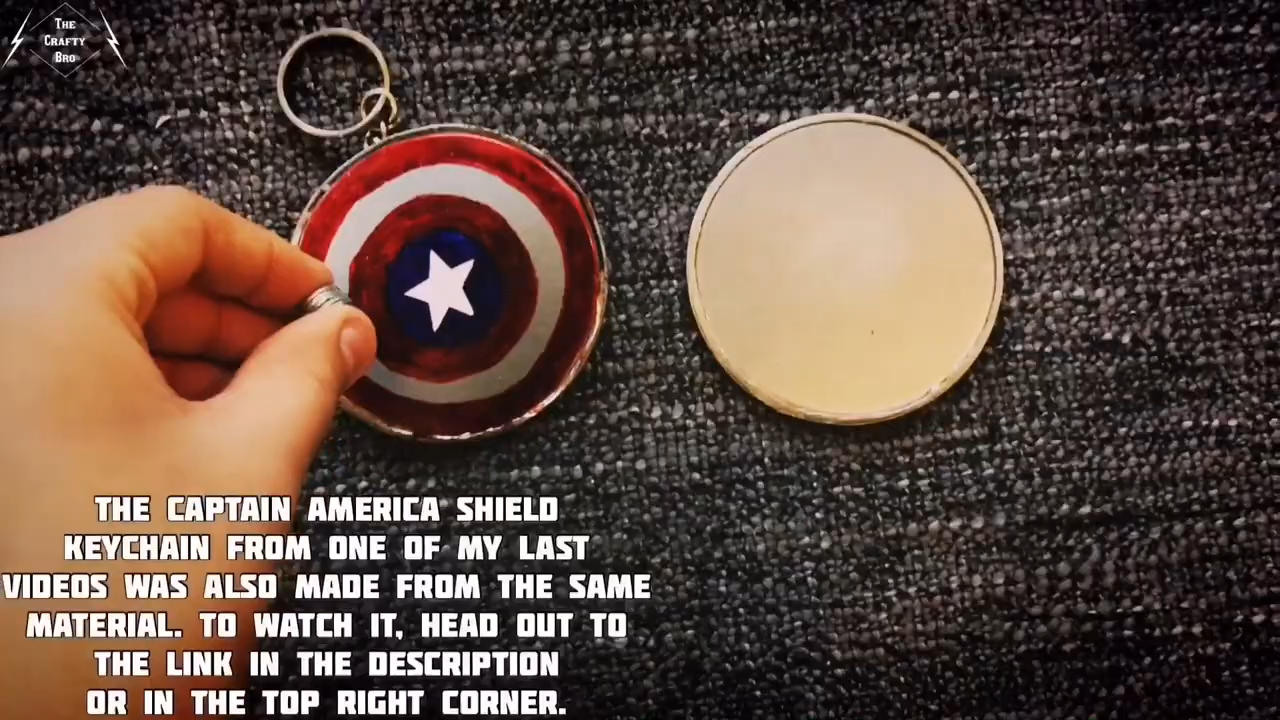 The
Crafty
Bro
THE CAPTAIN AMERICA SHIELD
KEYCHAIN FROM ONE OF MY LAST
VIDEOS WAS ALSO MADE FROM THE SAME
MATERIAL. TO WATCH IT, HEAD OUT TO
THE LINK IN THE DESCRIPTION
OR IN THE TOP RIGHT CORNER.